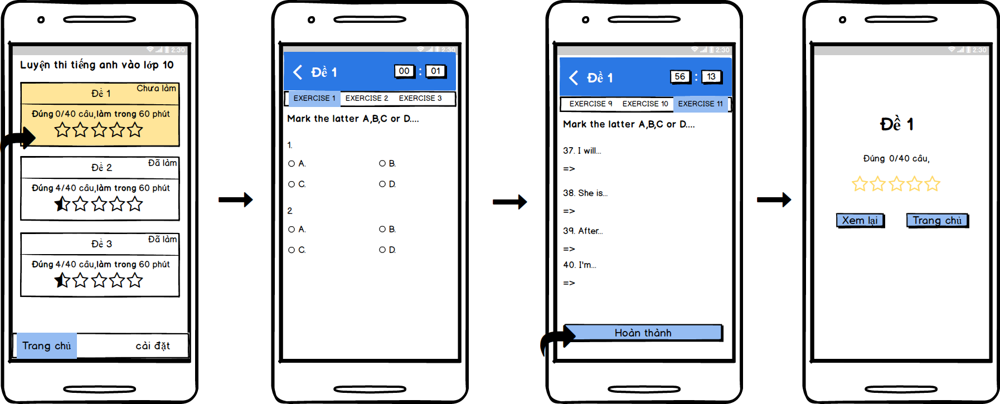 2:30
Luyện thi tiếng anh vào lớp 10
Chưa làm
Đề 1
Đúng 0/40 câu,làm trong 60 phút
Đã làm
Đề 2
Đúng 4/40 câu,làm trong 60 phút
Đã làm
Đề 3
Đúng 4/40 câu,làm trong 60 phút
Trang chủ cài đặt
2:30
Đề 1 00 : 01
EXERCISE 1 EXERCISE 2 EXERCISE 3
Mark the latter A,B,C or D....
1.
A. B.
C. D.
2
A. B.
C. D.
2:30
Đề 1 56 : 13
EXERCISE 9 EXERCISE 10 EXERCISE 11
Mark the latter A,B,C or D....
37. I will...
=>
38. She is...
=>
39. After...
=>
40. I'm...
=>
Hoàn thành
2:30
Đề 1
Đúng 0/40 câu,
Xem lại Trang chủ